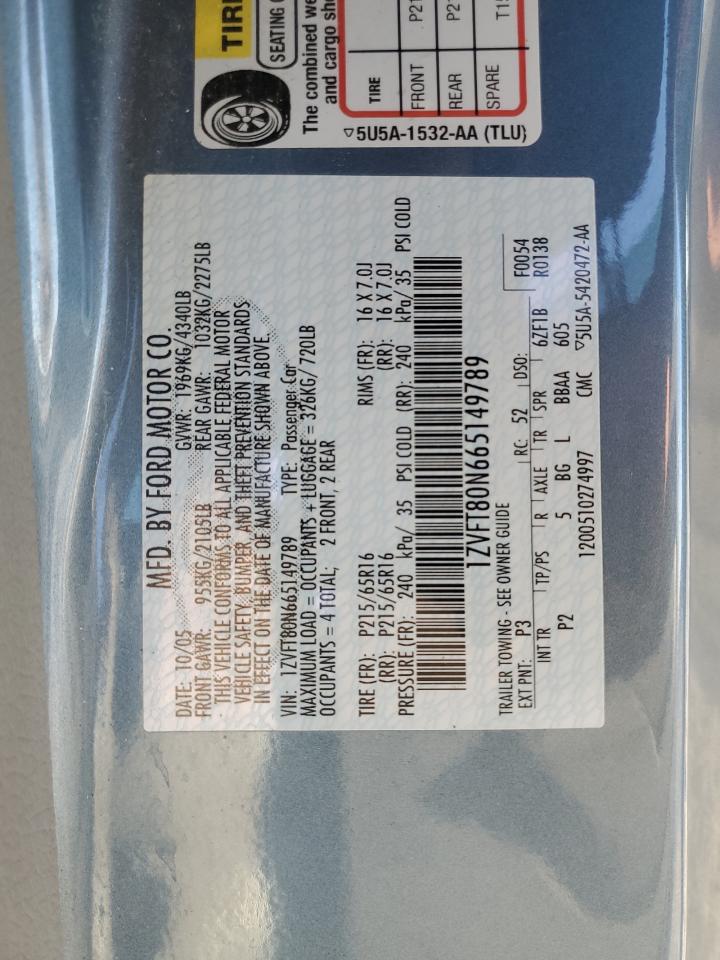 MFD. BY FORD MOTOR CO.
DATE: 10/05 GVWR: 1969KG/4340LB
FRONT GAWR: 955KG/2105LB REAR GAWR: 1032KG/2275LB
THIS VEHICLE CONFORMS TO ALL APPLICABLE FEDERAL MOTOR
VEHICLE SAFETY, BUMPER, AND THEFT PREVENTION STANDARDS
IN EFFECT ON THE DATE OF MANUFACTURE SHOWN ABOVE.
VIN: 1ZVFT80N665149789 TYPE: Passenger Car
MAXIMUM LOAD = OCCUPANTS + LUGGAGE = 326KG/ 720LB
OCCUPANTS = 4 TOTAL; 2 FRONT, 2 REAR
TIRE (FR): P215/65R16 RIMS (FR): 16 X 7.0J
(RR): P215/65R16 (RR): 16 X 7.0J
PRESSURE (FR): 240 kPa/ 35 PSI COLD (RR): 240 kPa/ 35 PSI COLD
1ZVFT80N665149789
TRAILER TOWING - SEE OWNER GUIDE
EXT PNT: P3 RC: 52 DSO: F0054
R0138
INT TR TP/PS R AXLE TR SPR 6ZF1B
P2 5 BG L BBAA 605
1200510274997 CMC ▽5U5A-5420472-AA
TIR
SEATING
The combined we
and cargo sho
TIRE
FRONT P21
REAR P2
SPARE T1
▽5U5A-1532-AA (TLU)